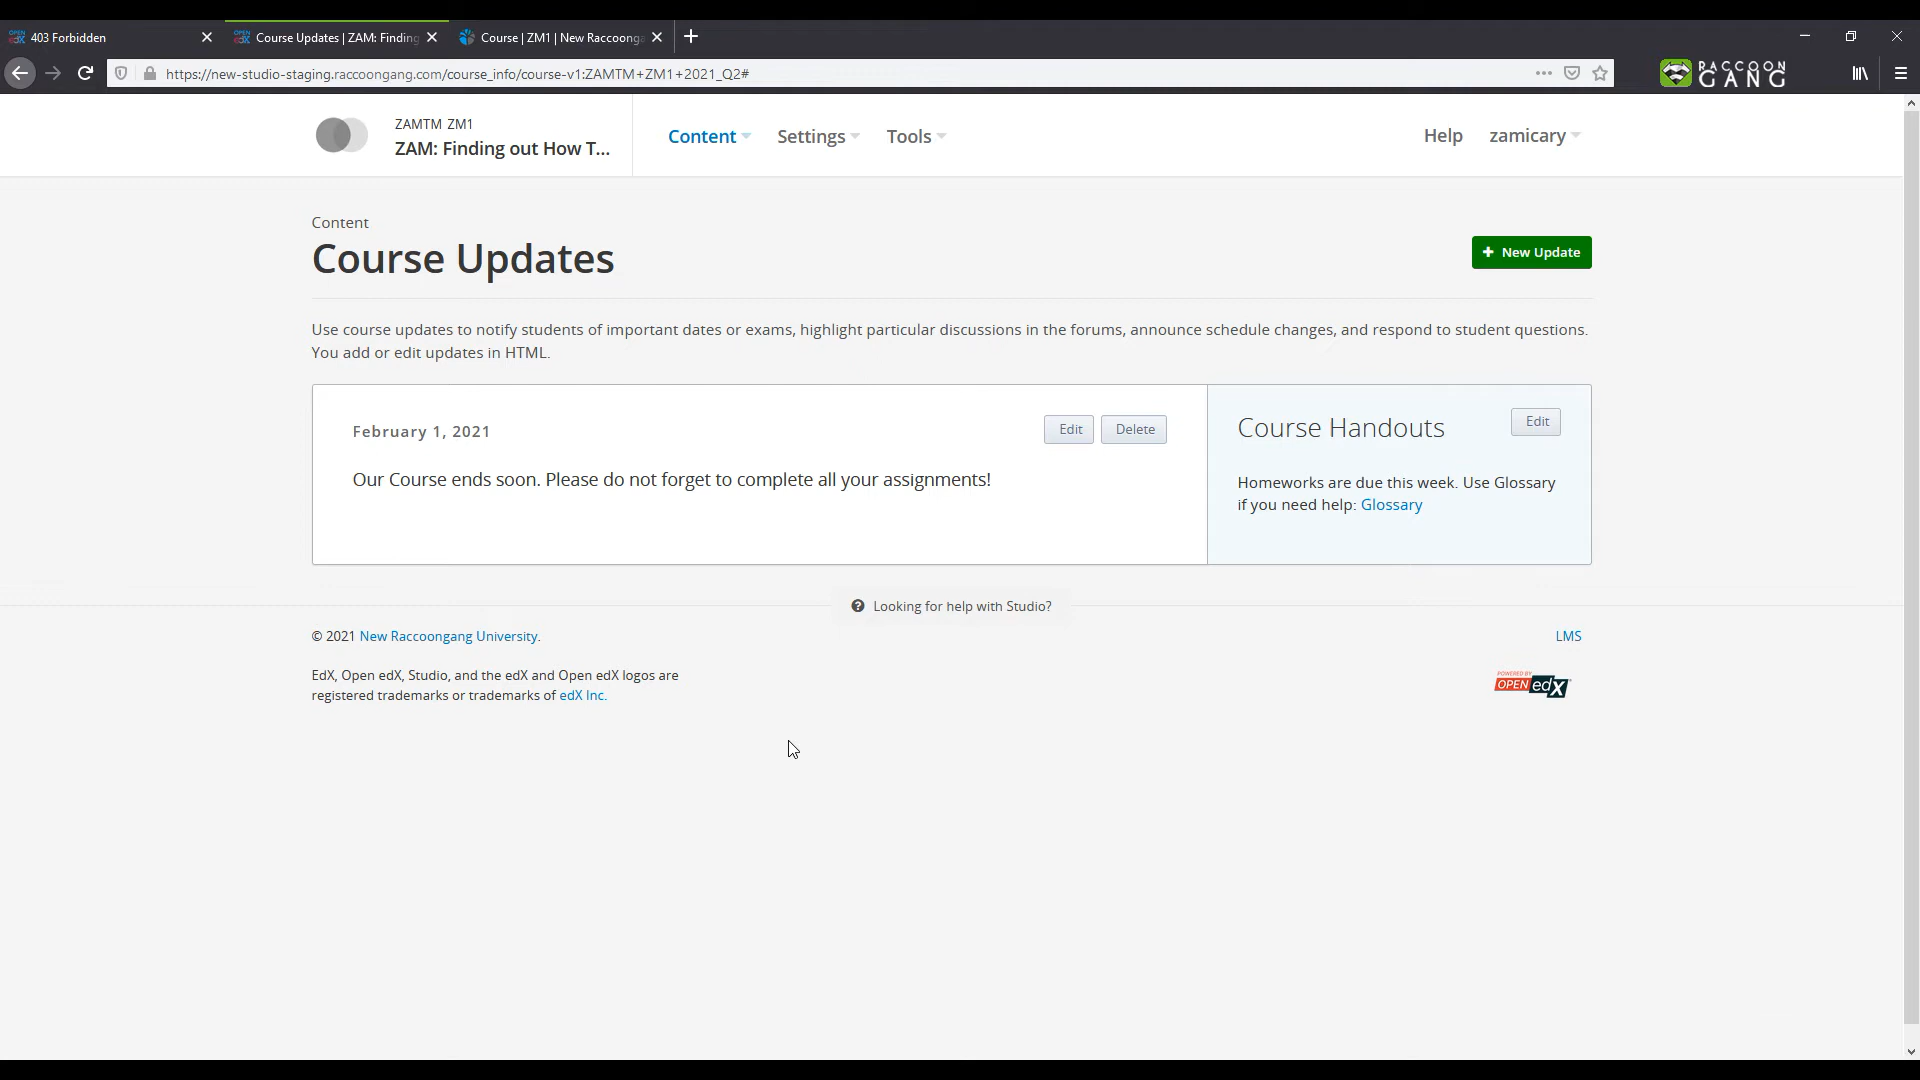 403 Forbidden
Course Updates | ZAM: Finding
Course | ZM1 | New Raccoong
https://new-studio-staging.raccoongang.com/course_info/course-v1:ZAMTM+ZM1+2021_Q2#
RACCOON
GANG
ZAMTM ZM1
ZAM: Finding out How T...
Content
Settings
Tools
Help
zamicary
Content
Course Updates
+ New Update
Use course updates to notify students of important dates or exams, highlight particular discussions in the forums, announce schedule changes, and respond to student questions.
You add or edit updates in HTML.
February 1, 2021
Edit
Delete
Our Course ends soon. Please do not forget to complete all your assignments!
Course Handouts
Edit
Homeworks are due this week. Use Glossary
if you need help: Glossary
Looking for help with Studio?
© 2021 New Raccoongang University.
LMS
EdX, Open edX, Studio, and the edX and Open edX logos are
registered trademarks or trademarks of edX Inc.
POWERED BY
OPEN edX